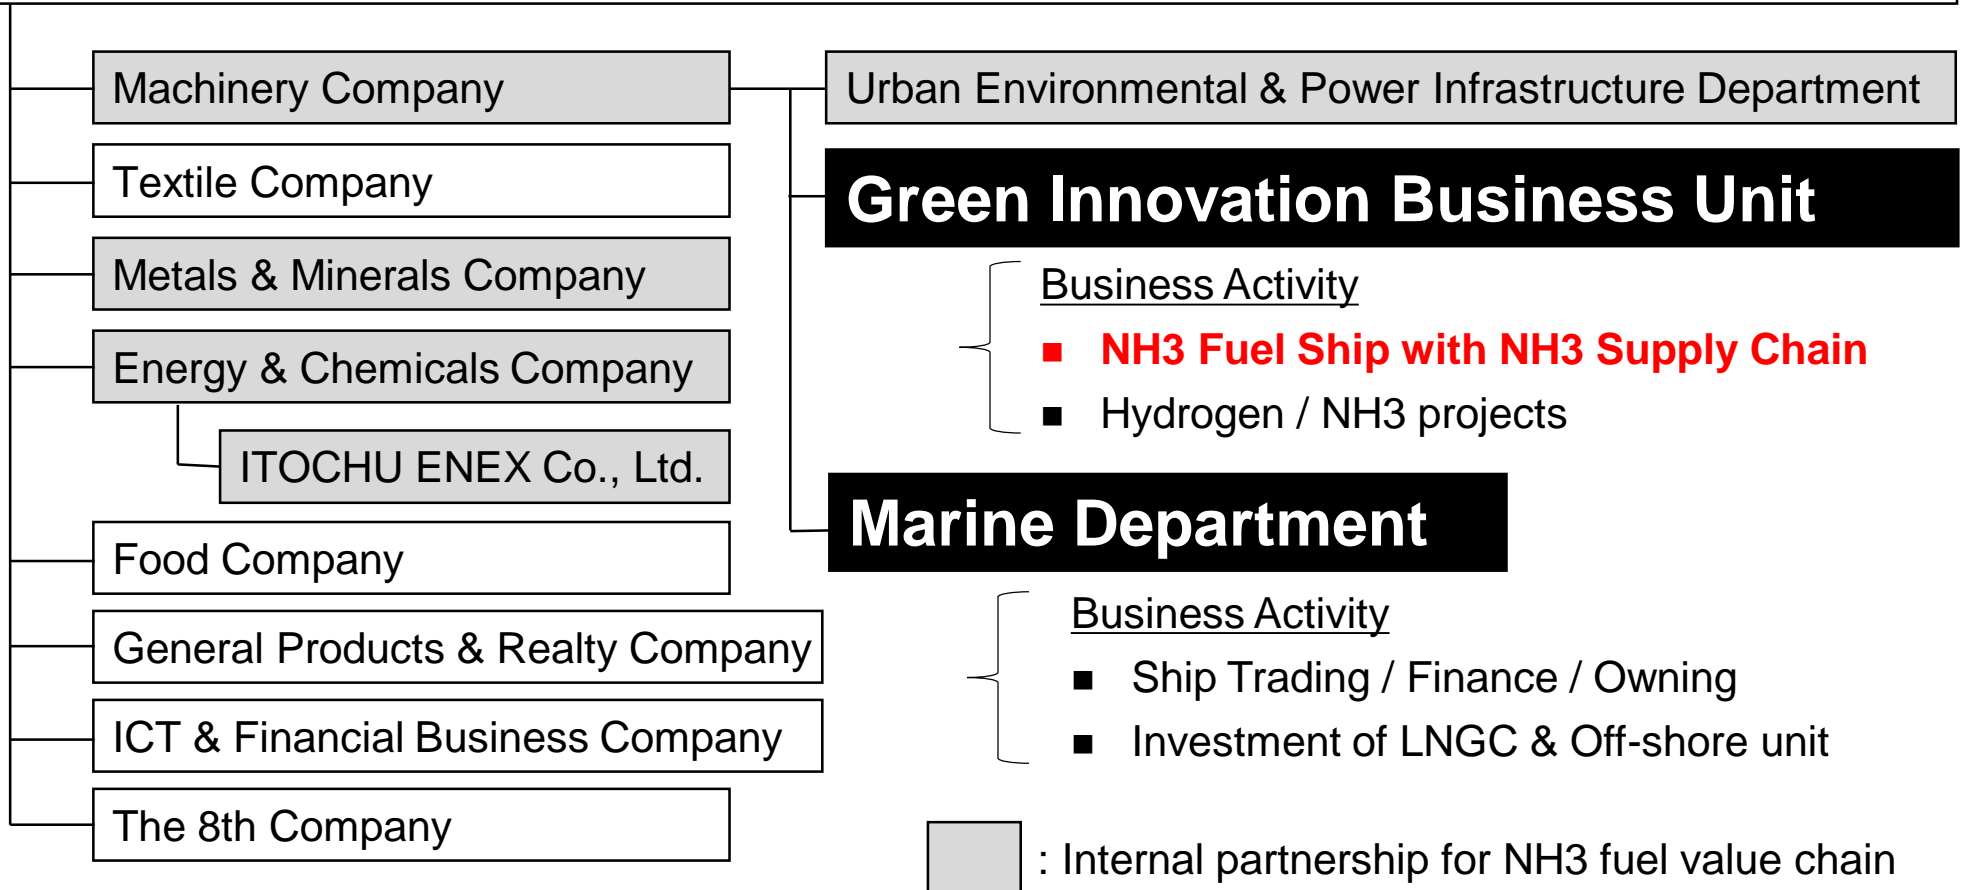 Machinery Company
Textile Company
Metals & Minerals Company
Energy & Chemicals Company
ITOCHU ENEX Co., Ltd.
Food Company
General Products & Realty Company
ICT & Financial Business Company
The 8th Company
Urban Environmental & Power Infrastructure Department
Green Innovation Business Unit
Business Activity
■ NH3 Fuel Ship with NH3 Supply Chain
■ Hydrogen / NH3 projects
Marine Department
Business Activity
■ Ship Trading / Finance / Owning
■ Investment of LNGC & Off-shore unit
: Internal partnership for NH3 fuel value chain